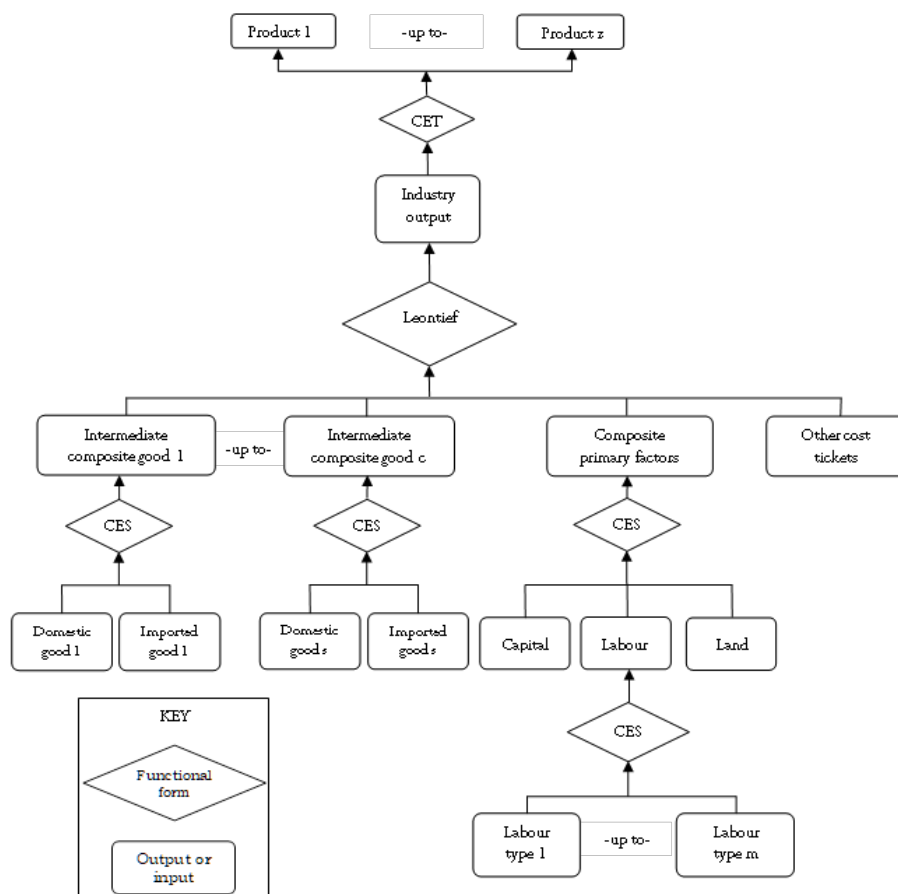 Product 1
-up to-
Product z
CET
Industry
output
Leontief
Intermediate
composite good 1
-up to-
Intermediate
composite good c
Composite
primary factors
Other cost
tickets
CES
CES
CES
Domestic
good 1
Imported
good 1
Domestic
good s
Imported
good s
Capital
Labour
Land
KEY
CES
Functional
form
Output or
input
Labour
type 1
-up to-
Labour
type m